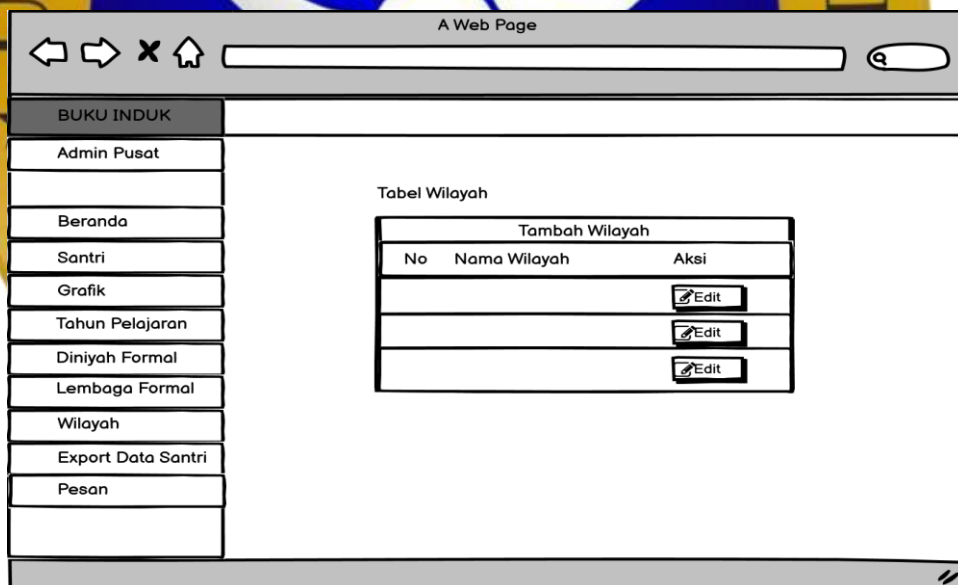 A Web Page
BUKU INDUK
Admin Pusat
Beranda
Santri
Grafik
Tahun Pelajaran
Diniyah Formal
Lembaga Formal
Wilayah
Export Data Santri
Pesan
Tabel Wilayah
Tambah Wilayah
No Nama Wilayah Aksi
Edit
Edit
Edit